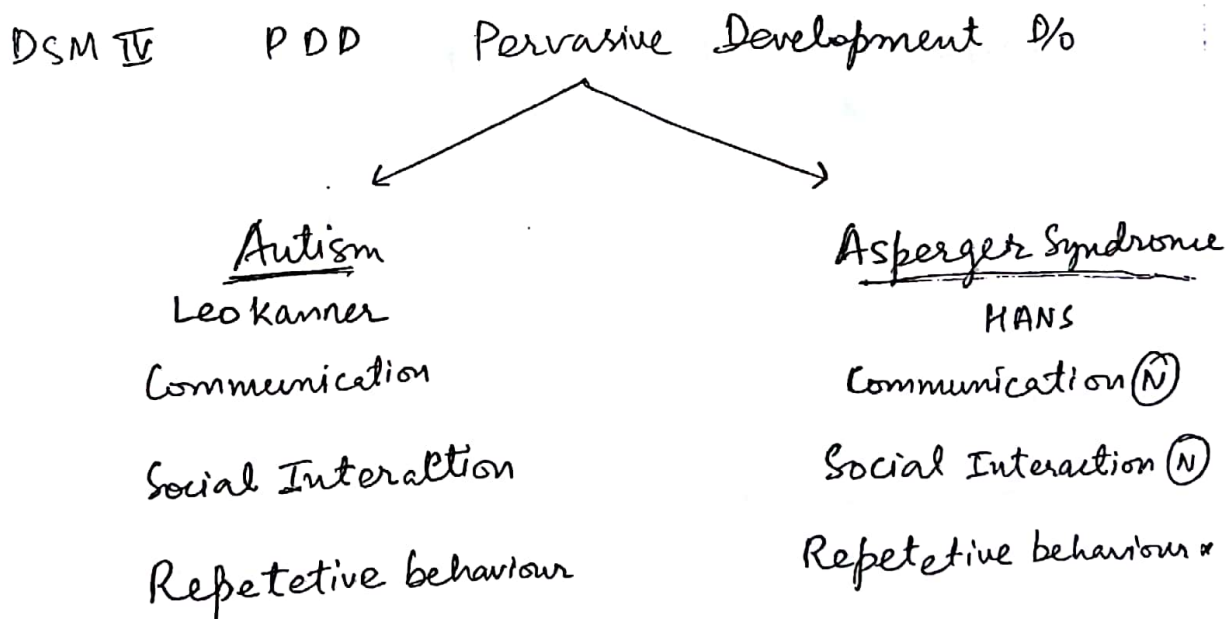 DSM IV PDD Pervasive Development D/o
Autism
Leo Kanner
Communication
Social Interaction
Repetetive behaviour
Asperger Syndrome
HANS
Communication Ⓝ
Social Interaction Ⓝ
Repetetive behaviour *